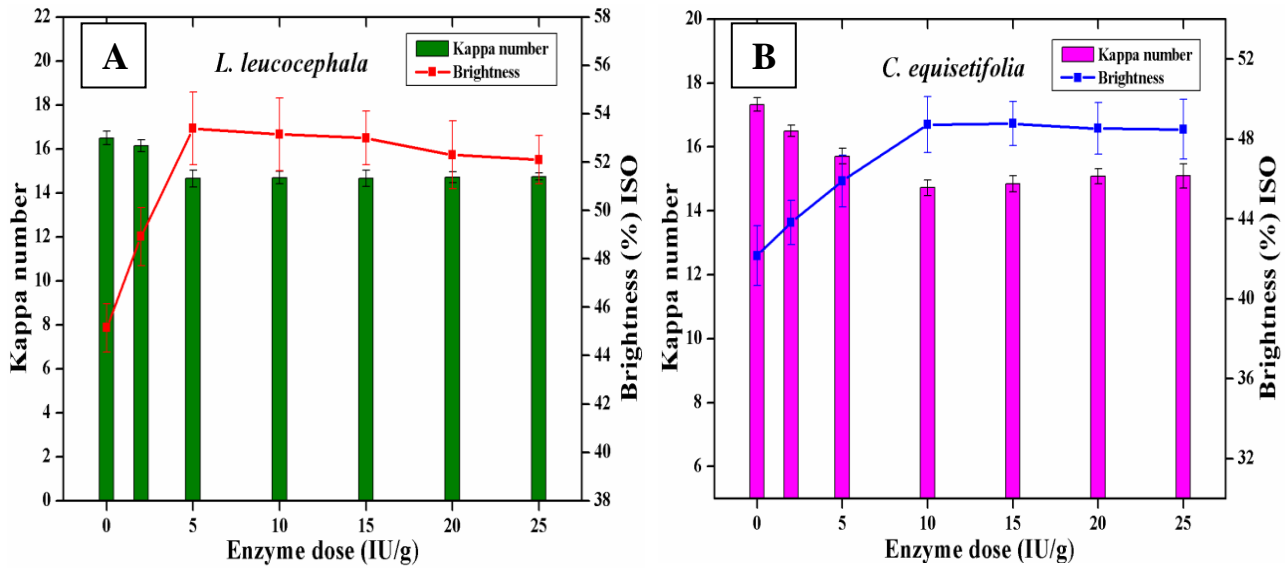 A
L. leucocephala
Kappa number
Brightness
22
20
18
16
14
12
10
8
6
4
2
0
Kappa number
58
56
54
52
50
48
46
44
42
40
38
Brightness (%) ISO
0 5 10 15 20 25
Enzyme dose (IU/g)
B
C. equisetifolia
Kappa number
Brightness
20
18
16
14
12
10
8
6
Kappa number
52
48
44
40
36
32
Brightness (%) ISO
0 5 10 15 20 25
Enzyme dose (IU/g)